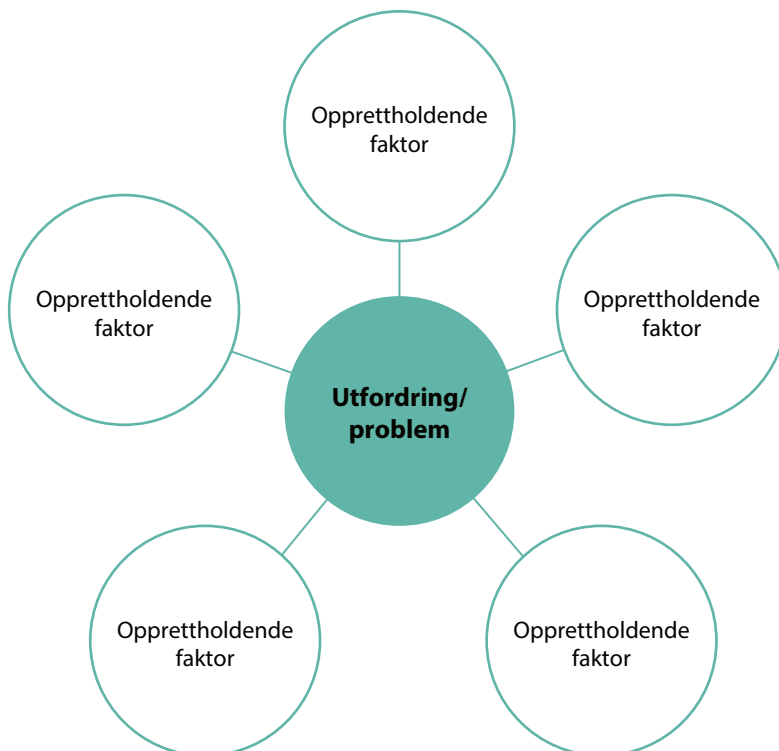 Opprettholdende
faktor
Opprettholdende
faktor
Opprettholdende
faktor
Utfordring/
problem
Opprettholdende
faktor
Opprettholdende
faktor